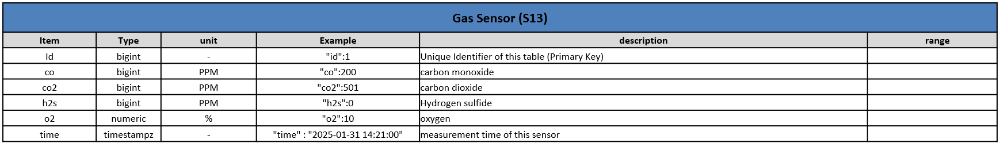 Gas Sensor (S13)
Item Type unit Example description range
Id bigint - "id":1 Unique Identifier of this table (Primary Key)
co bigint PPM "co":200 carbon monoxide
co2 bigint PPM "co2":501 carbon dioxide
h2s bigint PPM "h2s":0 Hydrogen sulfide
o2 numeric % "o2":10 oxygen
time timestampz - "time" : "2025-01-31 14:21:00" measurement time of this sensor